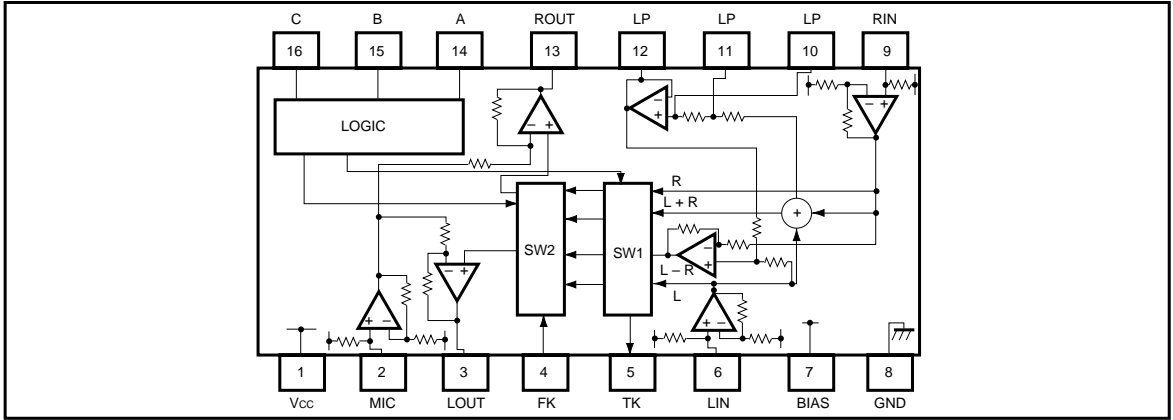 C B A ROUT LP LP LP RIN
16 15 14 13 12 11 10 9
LOGIC
− + − + − +
R
L + R
+
SW2 SW1
− +
L − R
− +
L
+ − + −
1 2 3 4 5 6 7 8
Vcc MIC LOUT FK TK LIN BIAS GND